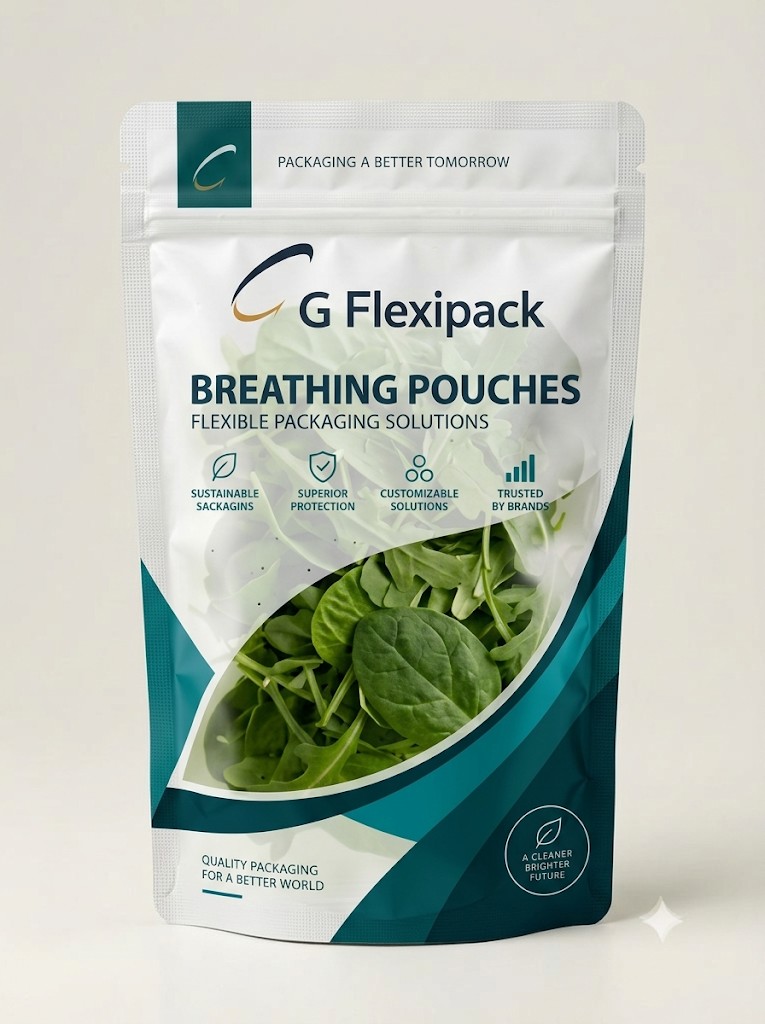 PACKAGING A BETTER TOMORROW
G Flexipack
BREATHING POUCHES
FLEXIBLE PACKAGING SOLUTIONS
SUSTAINABLE
SACKAGINS
SUPERIOR
PROTECTION
CUSTOMIZABLE
SOLUTIONS
TRUSTED
BY BRANDS
QUALITY PACKAGING
FOR A BETTER WORLD
A CLEANER
BRIGHTER
FUTURE